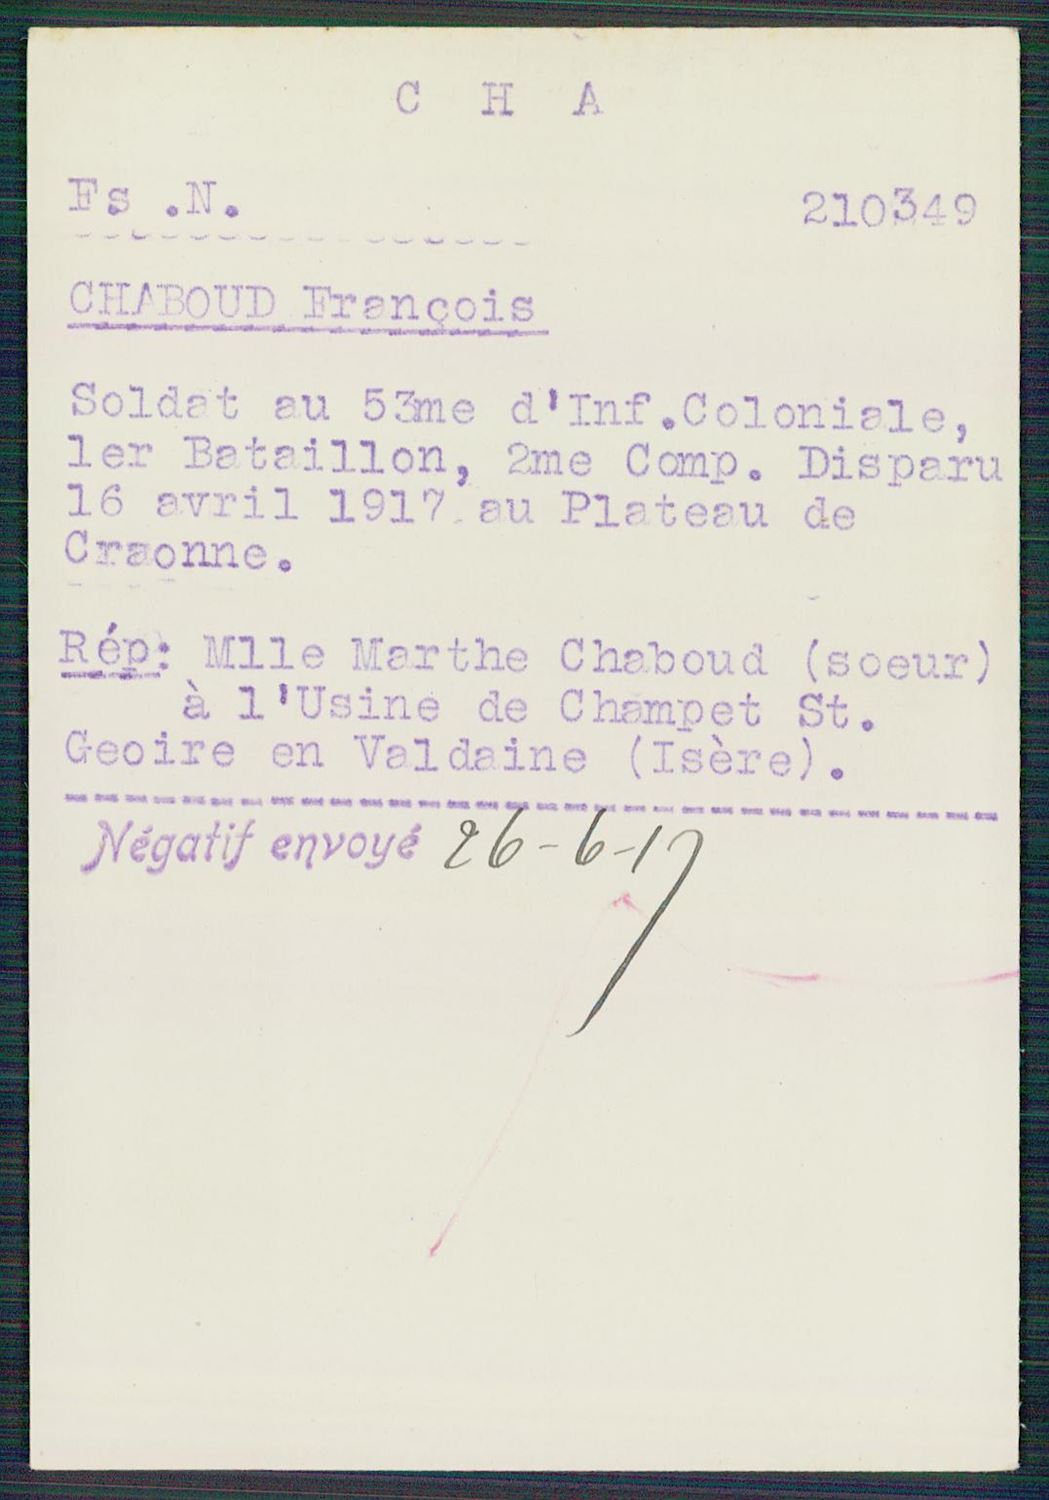 C H A
Fs .N.
210349
CHABOUD François
Soldat au 53me d'Inf.Coloniale,
1er Bataillon, 2me Comp. Disparu
16 avril 1917 au Plateau de
Craonne.
Rép: Mlle Marthe Chaboud (soeur)
à l'Usine de Champet St.
Geoire en Valdaine (Isère).
Négatif envoyé 26-6-17